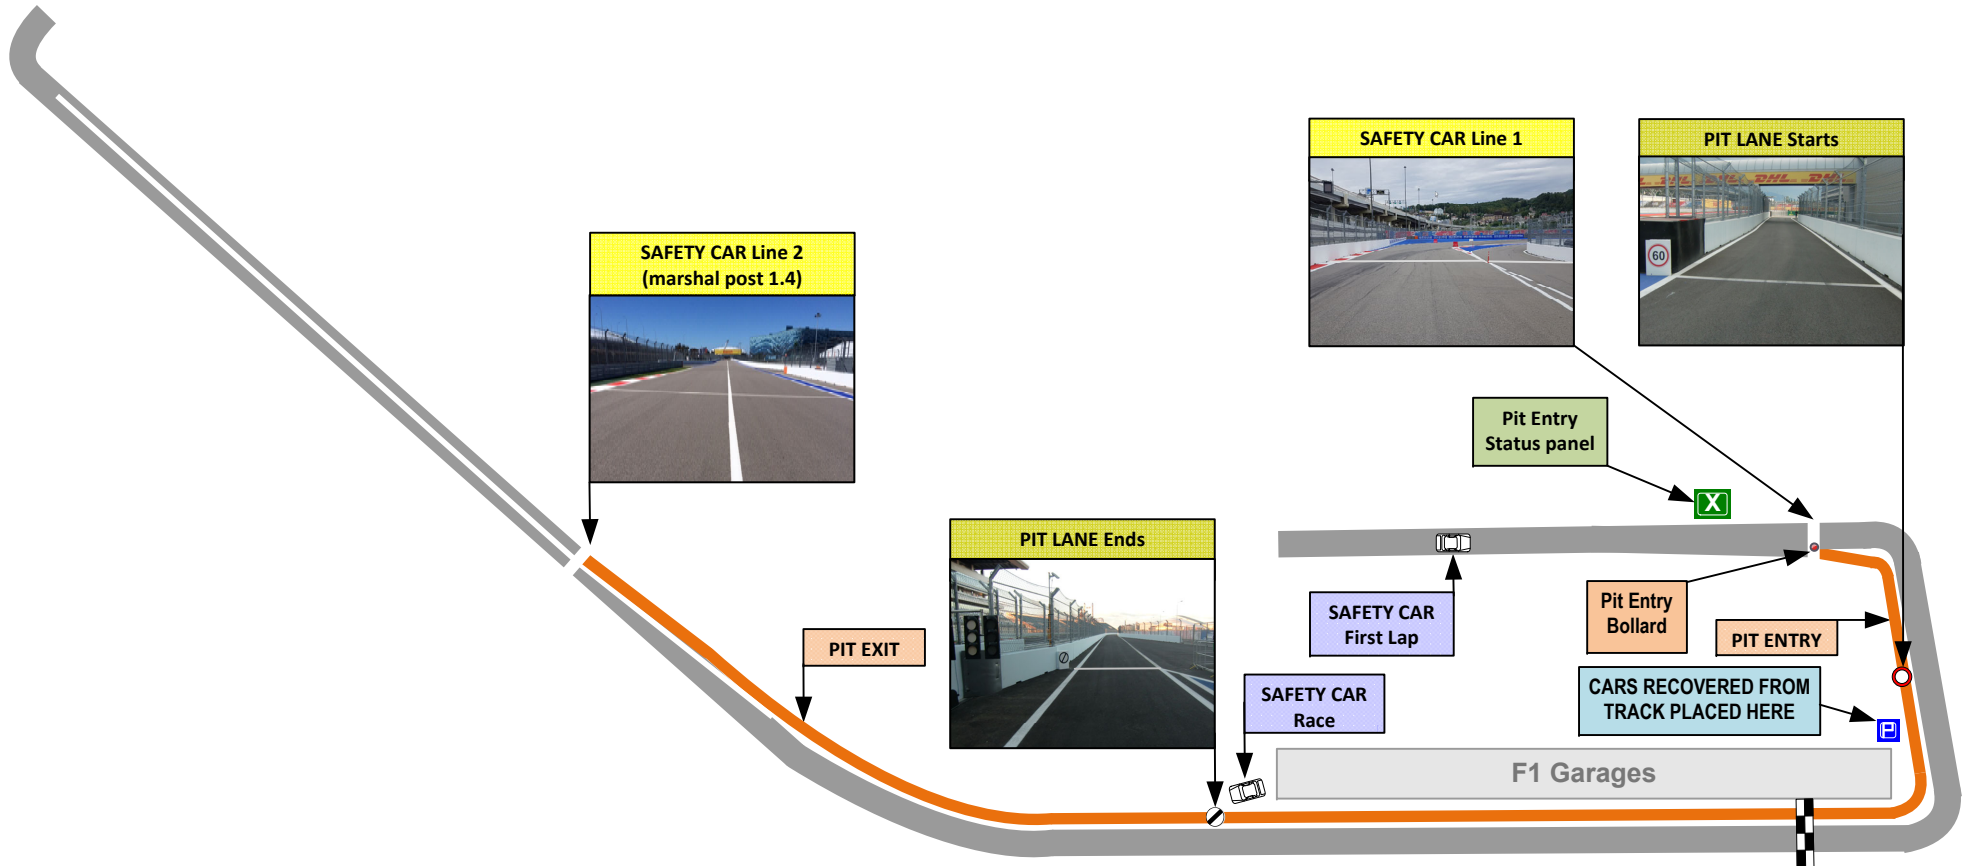 SAFETY CAR Line 1
PIT LANE Starts
DHL
DHL
60
SAFETY CAR Line 2
(marshal post 1.4)
Pit Entry
Status panel
X
PIT LANE Ends
SAFETY CAR
First Lap
Pit Entry
Bollard
PIT ENTRY
PIT EXIT
CARS RECOVERED FROM
TRACK PLACED HERE
P
SAFETY CAR
Race
F1 Garages